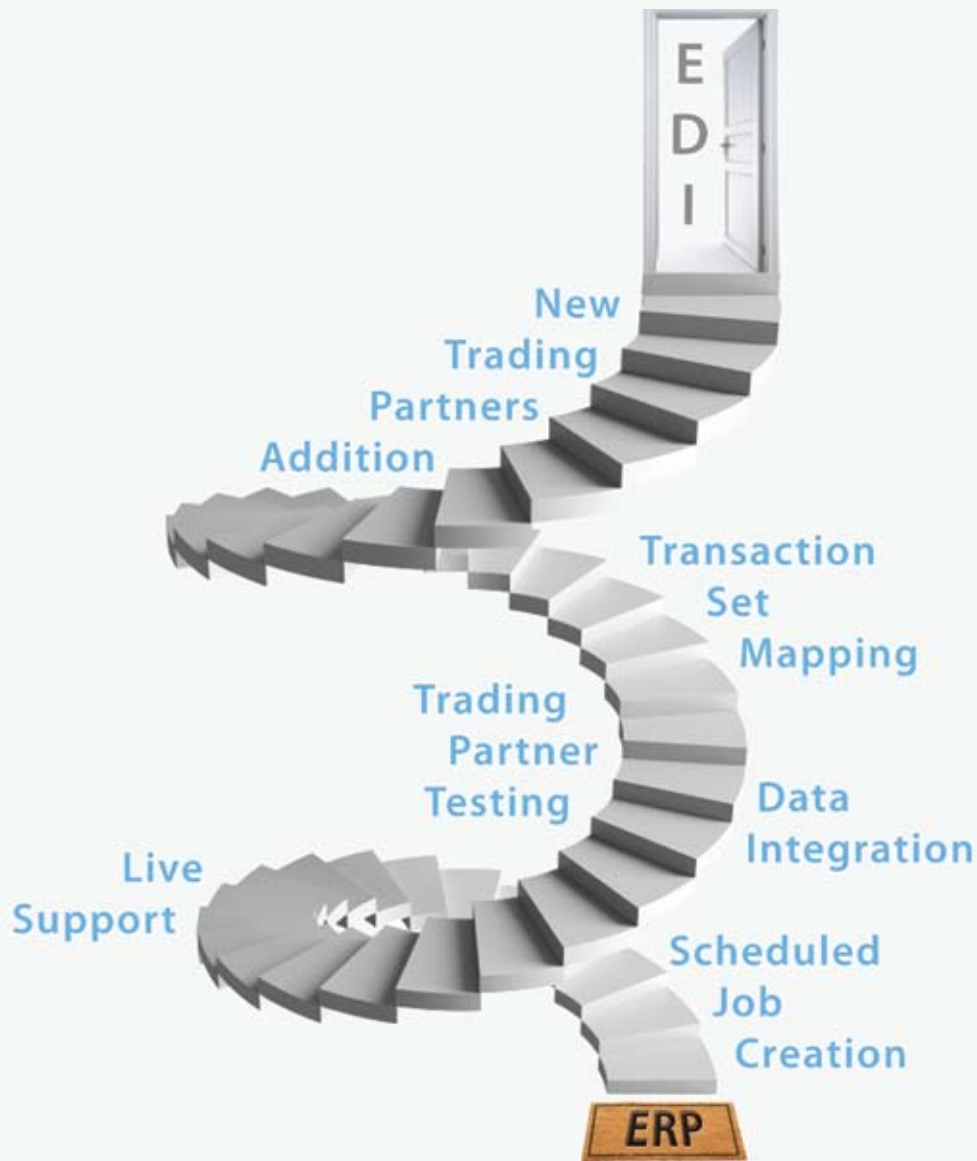 E
D
I
New
Trading
Partners
Addition
Transaction
Set
Mapping
Trading
Partner
Testing
Data
Integration
Live
Support
Scheduled
Job
Creation
ERP